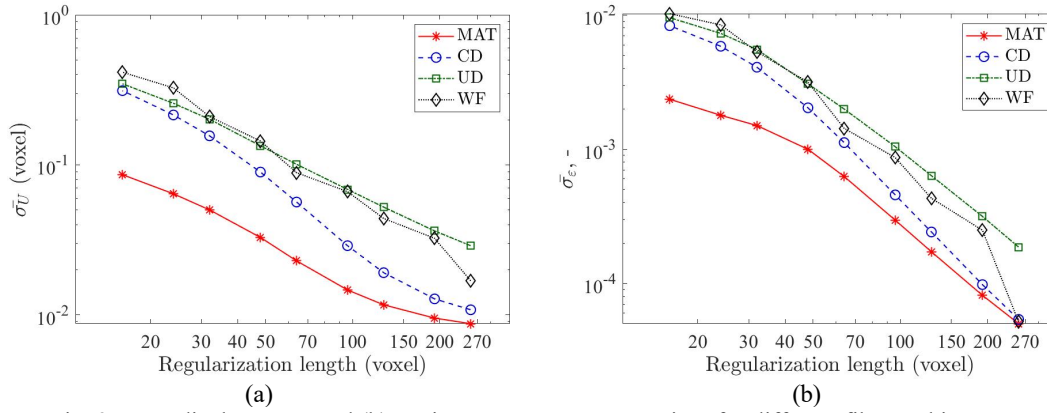 10^0
10^-1
10^-2
σ̄_U (voxel)
MAT
CD
UD
WF
20 30 40 50 70 100 150 200 270
Regularization length (voxel)
(a)
10^-2
10^-3
10^-4
σ̄_ε, -
MAT
CD
UD
WF
20 30 40 50 70 100 150 200 270
Regularization length (voxel)
(b)